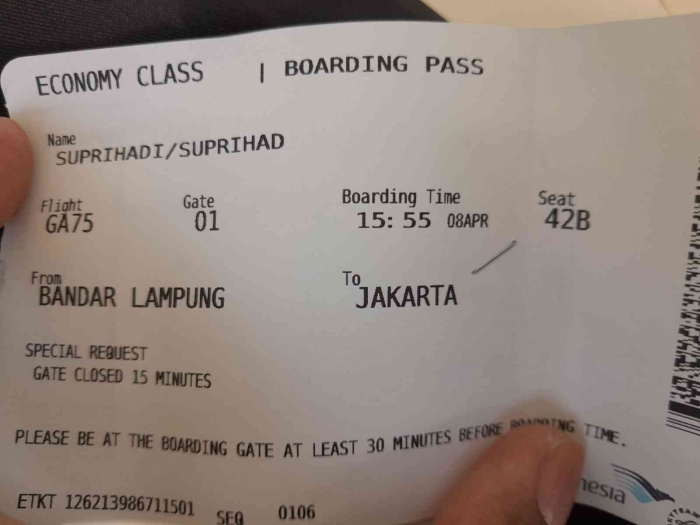 ECONOMY CLASS | BOARDING PASS
Name
SUPRIHADI/SUPRIHAD
Flight Gate Boarding Time Seat
GA75 01 15:55 08APR 42B
From To
BANDAR LAMPUNG JAKARTA
SPECIAL REQUEST
GATE CLOSED 15 MINUTES
PLEASE BE AT THE BOARDING GATE AT LEAST 30 MINUTES BEFORE BOARDING TIME.
nesia
ETKT 126213986711501 SEQ 0106